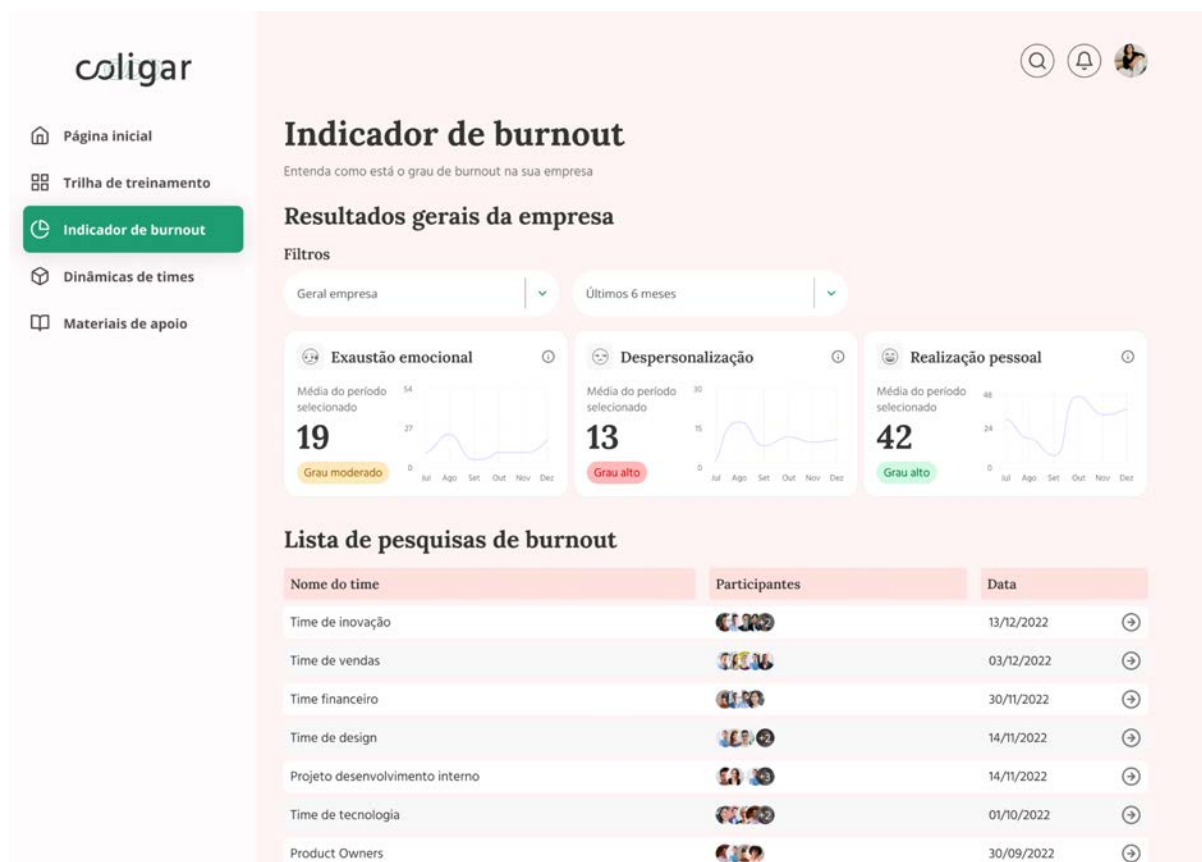 coligar
Página inicial
Trilha de treinamento
Indicador de burnout
Dinâmicas de times
Materiais de apoio
Indicador de burnout
Entenda como está o grau de burnout na sua empresa
Resultados gerais da empresa
Filtros
Geral empresa
Últimos 6 meses
Exaustão emocional
Média do período
selecionado
19
Grau moderado
54
27
0
Jul Ago Set Out Nov Dez
Despersonalização
Média do período
selecionado
13
Grau alto
30
15
0
Jul Ago Set Out Nov Dez
Realização pessoal
Média do período
selecionado
42
Grau alto
48
24
0
Jul Ago Set Out Nov Dez
Lista de pesquisas de burnout
Nome do time Participantes Data
Time de inovação +2 13/12/2022
Time de vendas 03/12/2022
Time financeiro 30/11/2022
Time de design +2 14/11/2022
Projeto desenvolvimento interno +3 14/11/2022
Time de tecnologia +2 01/10/2022
Product Owners 30/09/2022